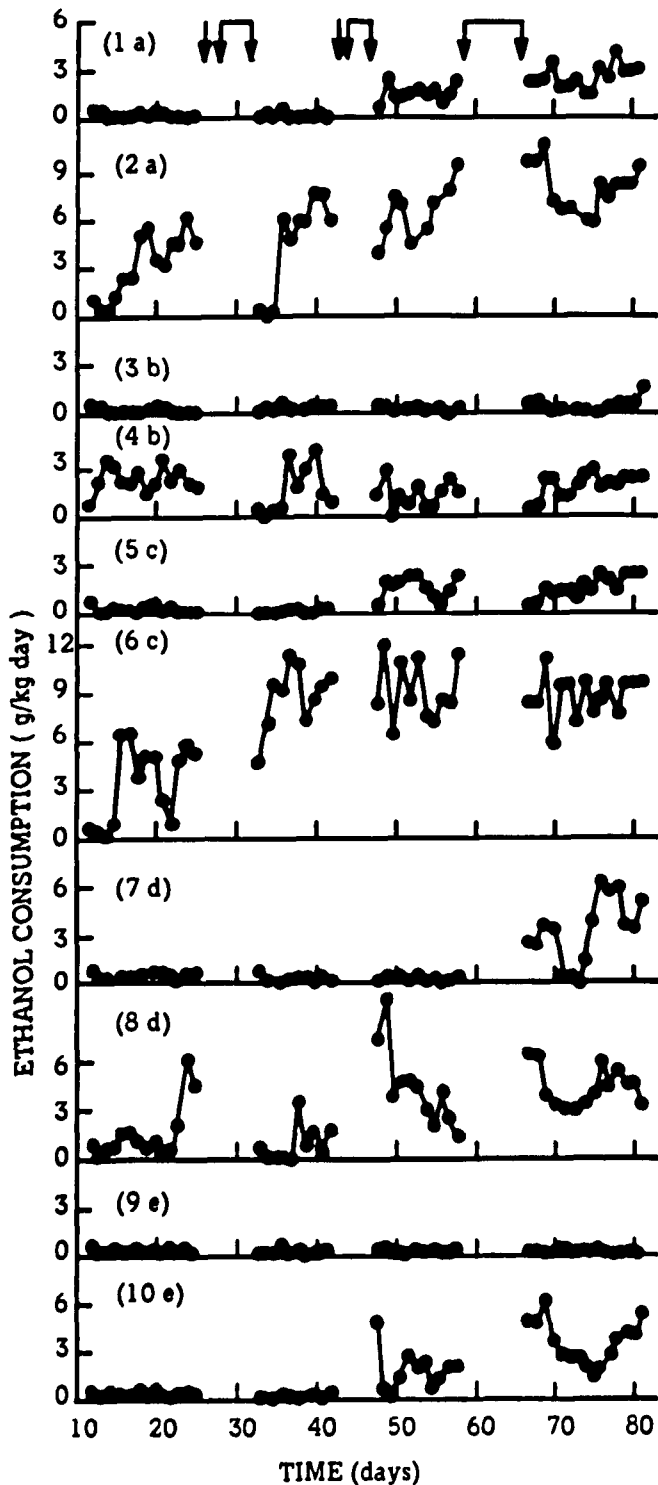 6
3
0
(1 a)
9
6
3
0
(2 a)
3
0
(3 b)
3
0
(4 b)
3
0
(5 c)
12
9
6
3
0
(6 c)
6
3
0
(7 d)
6
3
0
(8 d)
3
0
(9 e)
6
3
0
(10 e)
ETHANOL CONSUMPTION ( g/kg day )
10 20 30 40 50 60 70 80
TIME (days)